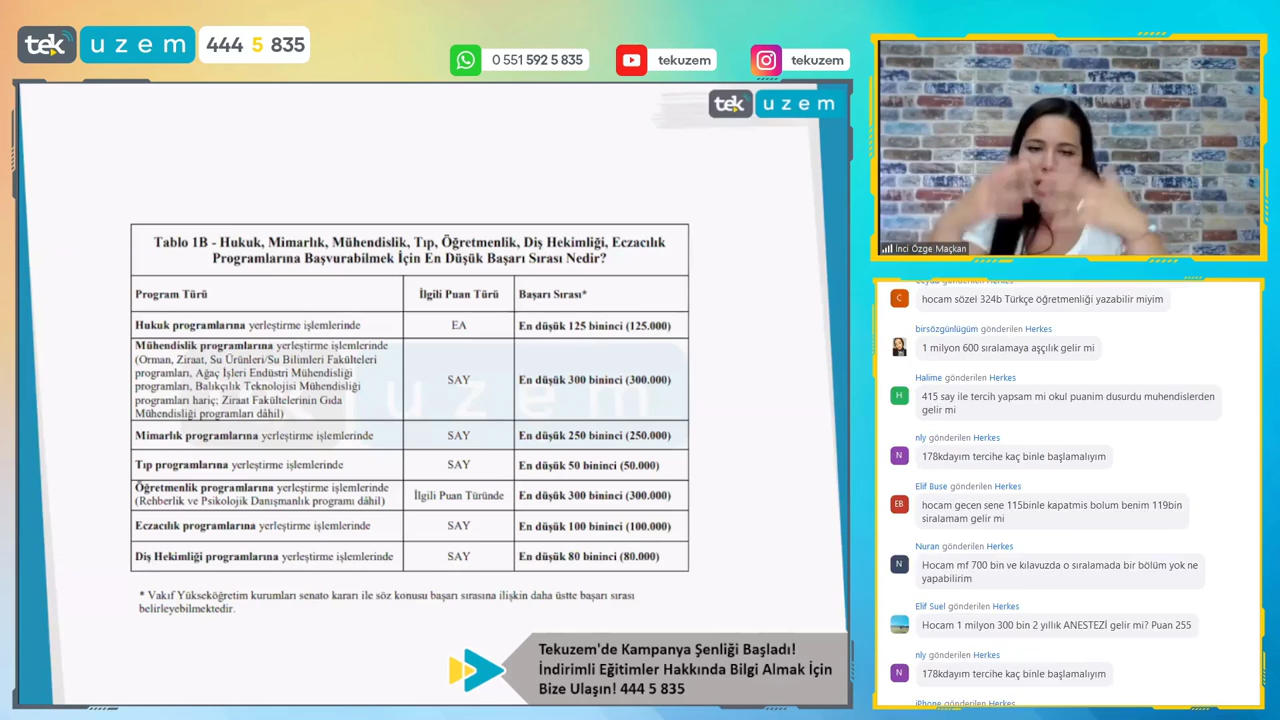 tek uzem 444 5 835
0 551 592 5 835
tekuzem
tekuzem
tek uzem
Tablo 1B - Hukuk, Mimarlık, Mühendislik, Tıp, Öğretmenlik, Diş Hekimliği, Eczacılık
Programlarına Başvurabilmek İçin En Düşük Başarı Sırası Nedir?
Program Türü İlgili Puan Türü Başarı Sırası*
Hukuk programlarına yerleştirme işlemlerinde EA En düşük 125 bininci (125.000)
Mühendislik programlarına yerleştirme işlemlerinde
(Orman, Ziraat, Su Ürünleri/Su Bilimleri Fakülteleri
programları, Ağaç İşleri Endüstri Mühendisliği
programları, Balıkçılık Teknolojisi Mühendisliği
programları hariç; Ziraat Fakültelerinin Gıda
Mühendisliği programları dâhil)
SAY En düşük 300 bininci (300.000)
Mimarlık programlarına yerleştirme işlemlerinde SAY En düşük 250 bininci (250.000)
Tıp programlarına yerleştirme işlemlerinde SAY En düşük 50 bininci (50.000)
Öğretmenlik programlarına yerleştirme işlemlerinde
(Rehberlik ve Psikolojik Danışmanlık programı dâhil)
İlgili Puan Türünde En düşük 300 bininci (300.000)
Eczacılık programlarına yerleştirme işlemlerinde SAY En düşük 100 bininci (100.000)
Diş Hekimliği programlarına yerleştirme işlemlerinde SAY En düşük 80 bininci (80.000)
* Vakıf Yükseköğretim kurumları senato kararı ile söz konusu başarı sırasına ilişkin daha üstte başarı sırası
belirleyebilmektedir.
uzem
Tekuzem'de Kampanya Şenliği Başladı!
İndirimli Eğitimler Hakkında Bilgi Almak İçin
Bize Ulaşın! 444 5 835
İnci Özge Maçkan
gönderilen Herkes
C
hocam sözel 324b Türkçe öğretmenliği yazabilir miyim
birsözgünlügüm gönderilen Herkes
1 milyon 600 sıralamaya aşçılık gelir mi
Halime gönderilen Herkes
H
415 say ile tercih yapsam mi okul puanim dusurdu muhendislerden
gelir mi
nly gönderilen Herkes
N
178kdayım tercihe kaç binle başlamalıyım
Elif Buse gönderilen Herkes
EB
hocam gecen sene 115binle kapatmis bolum benim 119bin
siralamam gelir mi
Nuran gönderilen Herkes
N
Hocam mf 700 bin ve kılavuzda o sıralamada bir bölüm yok ne
yapabilirim
Elif Suel gönderilen Herkes
Hocam 1 milyon 300 bin 2 yıllık ANESTEZİ gelir mi? Puan 255
nly gönderilen Herkes
N
178kdayım tercihe kaç binle başlamalıyım
iPhone gönderilen Herkes